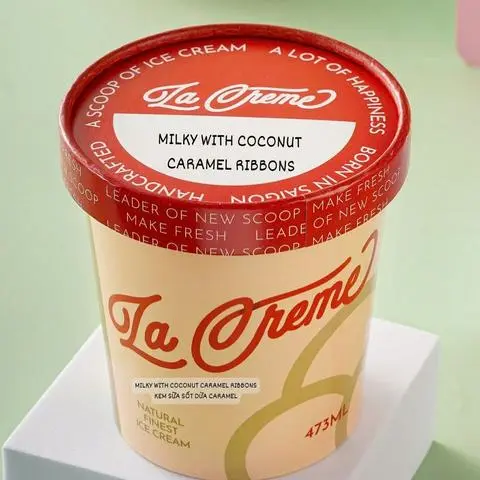 A SCOOP OF ICE CREAM
A LOT OF HAPPINESS
La Creme
MILKY WITH COCONUT
CARAMEL RIBBONS
HANDCRAFTED
BORN IN SAIGON
LEADER OF NEW SCOOP MAKE FRESH
MAKE FRESH LEADE OF NEW SCOO
LEADER OF NEW SCOOP MAKE FRESH
La Creme
MILKY WITH COCONUT CARAMEL RIBBONS
KEM SỮA SỐT DỪA CARAMEL
NATURAL
FINEST
ICE CREAM
473ML